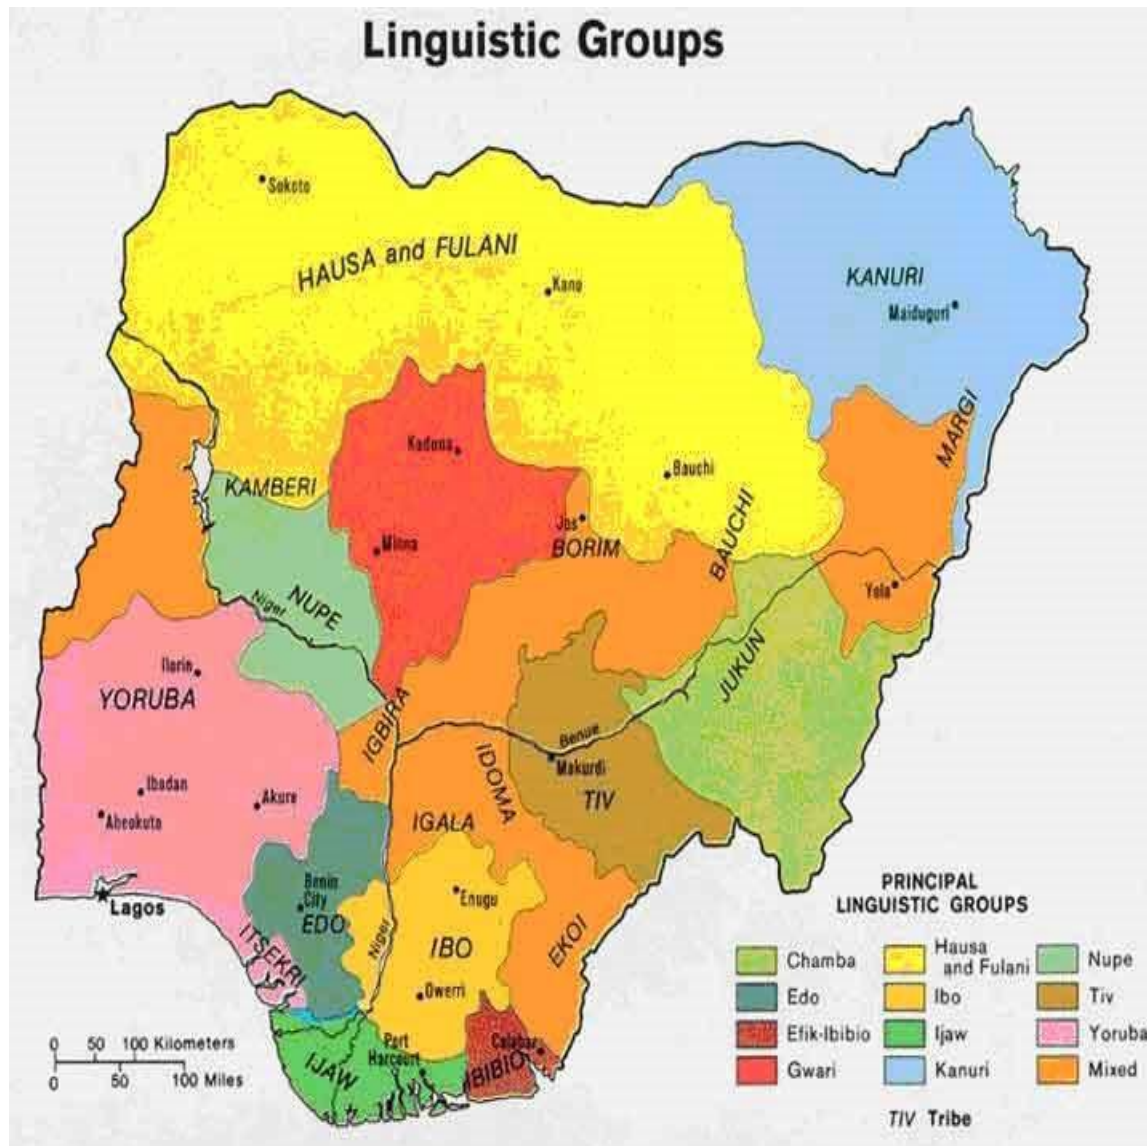 Linguistic Groups
Sokoto
HAUSA and FULANI
Kano
KANURI
Maiduguri
MARGI
Kaduna
Bauchi
KAMBERI
Jos
BORIM
BAUCHI
Minna
Yola
NUPE
Niger
Ilorin
YORUBA
JUKUN
IGBIRA
Benue
Makurdi
IDOMA
TIV
Ibadan
Akure
Abeokuta
IGALA
Lagos
Benin
City
EDO
Enugu
ITSEKRI
Niger
IBO
EKOI
Owerri
Port
Harcourt
Calabar
IJAW
IBIBIO
0 50 100 Kilometers
0 50 100 Miles
PRINCIPAL
LINGUISTIC GROUPS
Chamba
Edo
Efik-Ibibio
Gwari
Hausa
and Fulani
Ibo
Ijaw
Kanuri
Nupe
Tiv
Yoruba
Mixed
TIV Tribe